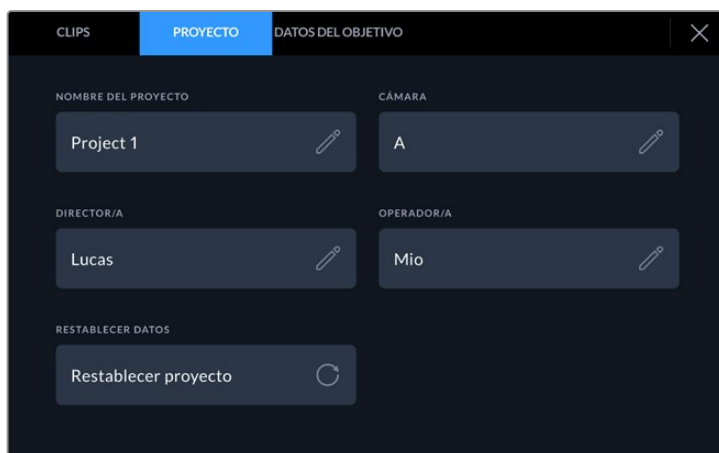 CLIPS PROYECTO DATOS DEL OBJETIVO
NOMBRE DEL PROYECTO CÁMARA
Project 1 A
DIRECTOR/A OPERADOR/A
Lucas Mio
RESTABLECER DATOS
Restablecer proyecto